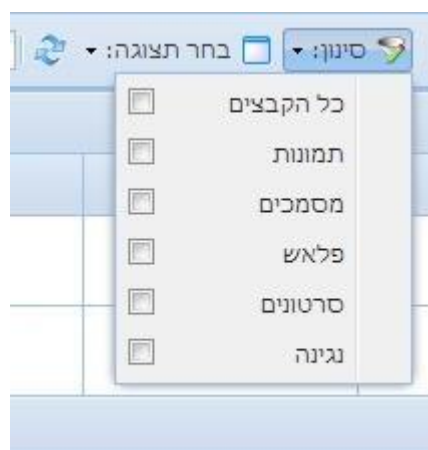 סינון: בחר תצוגה:
כל הקבצים
תמונות
מסמכים
פלאש
סרטונים
נגינה